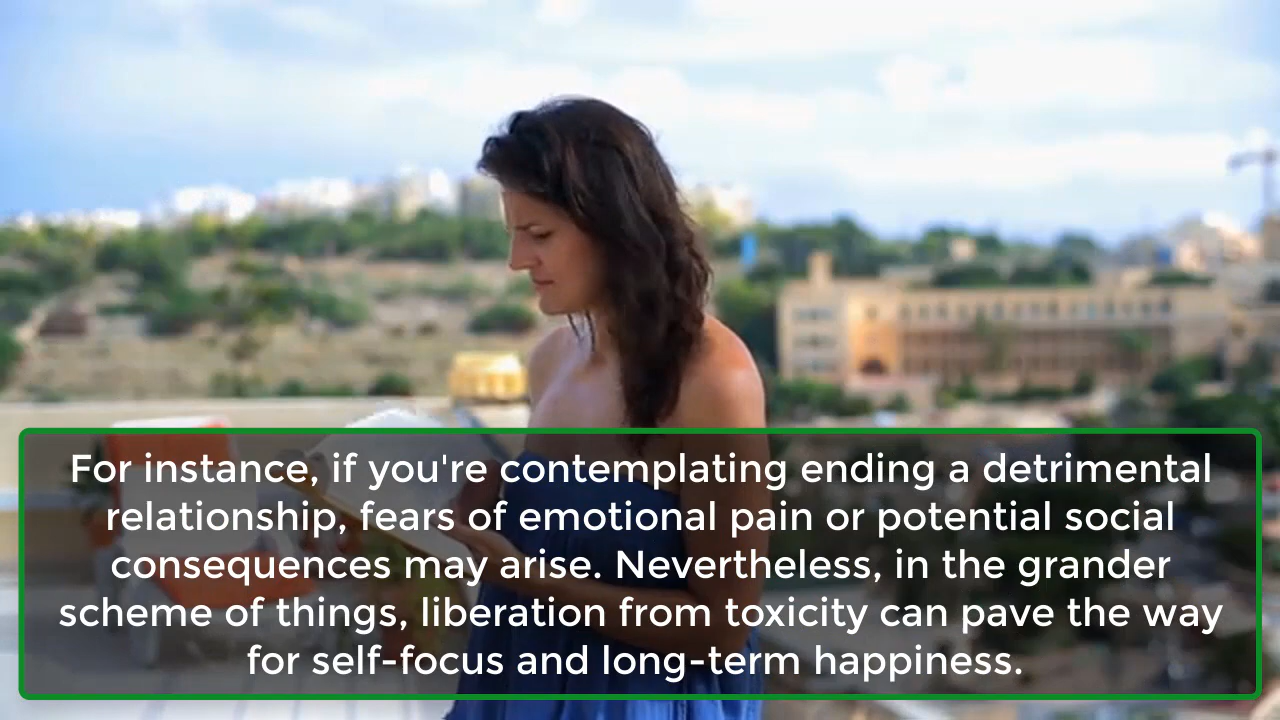 For instance, if you're contemplating ending a detrimental
relationship, fears of emotional pain or potential social
consequences may arise. Nevertheless, in the grander
scheme of things, liberation from toxicity can pave the way
for self-focus and long-term happiness.